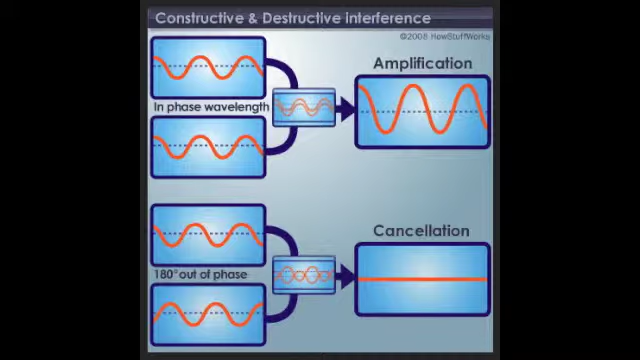 Constructive & Destructive interference
©2008 HowStuffWorks
Amplification
In phase wavelength
Cancellation
180°out of phase